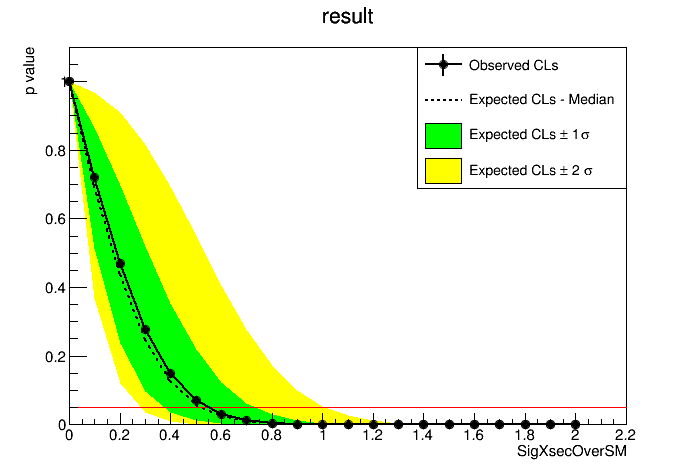 result
p value
Observed CLs
Expected CLs - Median
Expected CLs ± 1σ
Expected CLs ± 2 σ
1
0.8
0.6
0.4
0.2
0
0 0.2 0.4 0.6 0.8 1 1.2 1.4 1.6 1.8 2 2.2
SigXsecOverSM